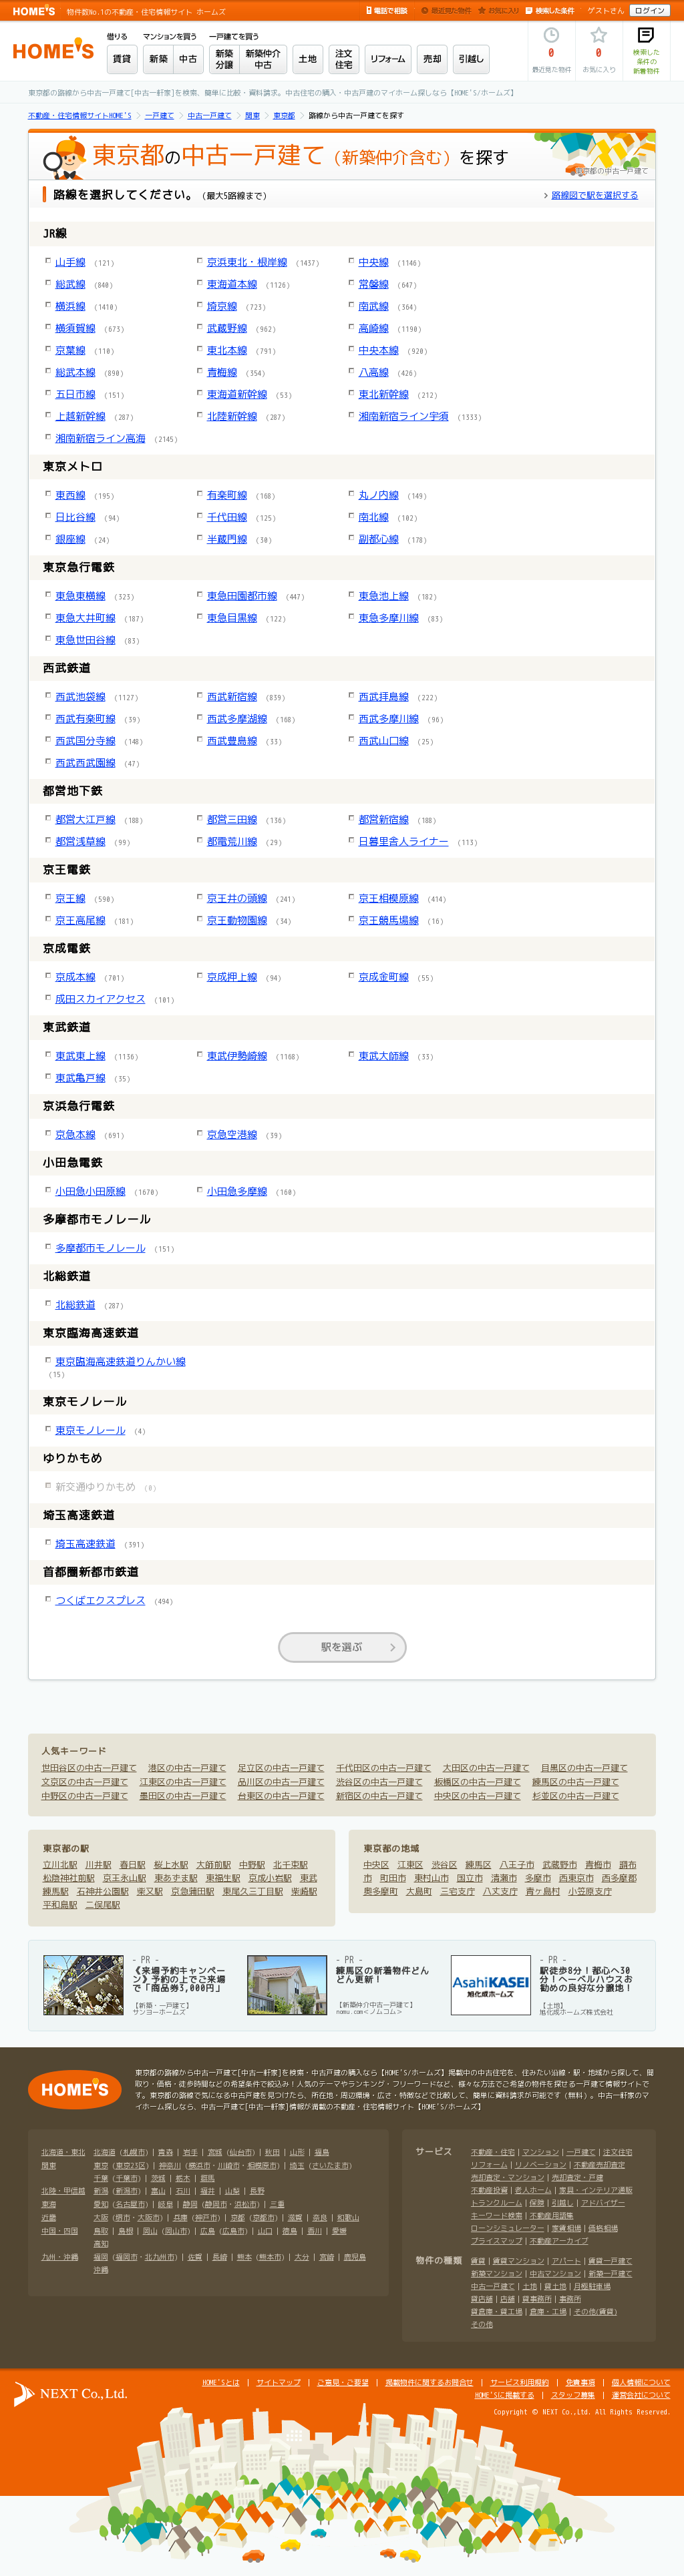 HOME'S 物件数No.1の不動産・住宅情報サイト ホームズ
電話で相談 最近見た物件 お気に入り 検索した条件 ゲストさん ログイン
HOME'S
借りる マンションを買う 一戸建てを買う
賃貸 新築 中古 新築分譲 新築仲介中古 土地 注文住宅 リフォーム 売却 引越し
0 最近見た物件
0 お気に入り
検索した条件の新着物件
東京都の路線から中古一戸建て[中古一軒家]を検索、簡単に比較・資料請求。中古住宅の購入・中古戸建のマイホーム探しなら【HOME'S/ホームズ】
不動産・住宅情報サイトHOME'S 一戸建て 中古一戸建て 関東 東京都 路線から中古一戸建てを探す
東京都の中古一戸建て（新築仲介含む）を探す
東京都の中古一戸建て
路線を選択してください。（最大5路線まで）
路線図で駅を選択する
JR線
山手線 (121) 京浜東北・根岸線 (1437) 中央線 (1146)
総武線 (840) 東海道本線 (1126) 常磐線 (647)
横浜線 (1410) 埼京線 (723) 南武線 (364)
横須賀線 (673) 武蔵野線 (962) 高崎線 (1190)
京葉線 (110) 東北本線 (791) 中央本線 (920)
総武本線 (890) 青梅線 (354) 八高線 (426)
五日市線 (151) 東海道新幹線 (53) 東北新幹線 (212)
上越新幹線 (287) 北陸新幹線 (287) 湘南新宿ライン宇須 (1333)
湘南新宿ライン高海 (2145)
東京メトロ
東西線 (195) 有楽町線 (168) 丸ノ内線 (149)
日比谷線 (94) 千代田線 (125) 南北線 (102)
銀座線 (24) 半蔵門線 (30) 副都心線 (178)
東京急行電鉄
東急東横線 (323) 東急田園都市線 (447) 東急池上線 (182)
東急大井町線 (187) 東急目黒線 (122) 東急多摩川線 (83)
東急世田谷線 (83)
西武鉄道
西武池袋線 (1127) 西武新宿線 (839) 西武拝島線 (222)
西武有楽町線 (39) 西武多摩湖線 (168) 西武多摩川線 (96)
西武国分寺線 (148) 西武豊島線 (33) 西武山口線 (25)
西武西武園線 (47)
都営地下鉄
都営大江戸線 (188) 都営三田線 (136) 都営新宿線 (188)
都営浅草線 (99) 都電荒川線 (29) 日暮里舎人ライナー (113)
京王電鉄
京王線 (590) 京王井の頭線 (241) 京王相模原線 (414)
京王高尾線 (181) 京王動物園線 (34) 京王競馬場線 (16)
京成電鉄
京成本線 (701) 京成押上線 (94) 京成金町線 (55)
成田スカイアクセス (101)
東武鉄道
東武東上線 (1136) 東武伊勢崎線 (1168) 東武大師線 (33)
東武亀戸線 (35)
京浜急行電鉄
京急本線 (691) 京急空港線 (39)
小田急電鉄
小田急小田原線 (1670) 小田急多摩線 (160)
多摩都市モノレール
多摩都市モノレール (151)
北総鉄道
北総鉄道 (287)
東京臨海高速鉄道
東京臨海高速鉄道りんかい線 (15)
東京モノレール
東京モノレール (4)
ゆりかもめ
新交通ゆりかもめ (0)
埼玉高速鉄道
埼玉高速鉄道 (391)
首都圏新都市鉄道
つくばエクスプレス (494)
駅を選ぶ
人気キーワード
世田谷区の中古一戸建て 港区の中古一戸建て 足立区の中古一戸建て 千代田区の中古一戸建て 大田区の中古一戸建て 目黒区の中古一戸建て
文京区の中古一戸建て 江東区の中古一戸建て 品川区の中古一戸建て 渋谷区の中古一戸建て 板橋区の中古一戸建て 練馬区の中古一戸建て
中野区の中古一戸建て 墨田区の中古一戸建て 台東区の中古一戸建て 新宿区の中古一戸建て 中央区の中古一戸建て 杉並区の中古一戸建て
東京都の駅
立川北駅 川井駅 春日駅 桜上水駅 大師前駅 中野駅 北千束駅
松陰神社前駅 京王永山駅 東あずま駅 東福生駅 京成小岩駅 東武
練馬駅 石神井公園駅 柴又駅 京急蒲田駅 東尾久三丁目駅 柴崎駅
平和島駅 二俣尾駅
東京都の地域
中央区 江東区 渋谷区 練馬区 八王子市 武蔵野市 青梅市 調布
市 町田市 東村山市 国立市 清瀬市 多摩市 西東京市 西多摩郡
奥多摩町 大島町 三宅支庁 八丈支庁 青ヶ島村 小笠原支庁
- PR -
《来場予約キャンペーン》予約の上でご来場で「商品券3,000円」
【新築・一戸建て】
サンヨーホームズ
- PR -
練馬区の新着物件どんどん更新！
【新築仲介中古一戸建て】
nomu.com＜ノムコム＞
AsahiKASEI
旭化成ホームズ
- PR -
駅徒歩8分！都心へ30分！ヘーベルハウスお勧めの良好な分譲地！
【土地】
旭化成ホームズ株式会社
HOME'S
東京都の路線から中古一戸建て[中古一軒家]を検索・中古戸建の購入なら【HOME'S/ホームズ】掲載中の中古住宅を、住みたい沿線・駅・地域から探して、間取り・価格・徒歩時間などの希望条件で絞込み！人気のテーマやランキング・フリーワードなど、様々な方法でご希望の物件を探せる一戸建て情報サイトです。東京都の路線で気になる中古戸建を見つけたら、所在地・周辺環境・広さ・特徴などで比較して、簡単に資料請求が可能です（無料）。中古一軒家のマイホーム探しなら、中古一戸建て[中古一軒家]情報が満載の不動産・住宅情報サイト【HOME'S/ホームズ】
北海道・東北 北海道 (札幌市) | 青森 | 岩手 | 宮城 (仙台市) | 秋田 | 山形 | 福島
関東 東京 (東京23区) | 神奈川 (横浜市・川崎市・相模原市) | 埼玉 (さいたま市)
千葉 (千葉市) | 茨城 | 栃木 | 群馬
北陸・甲信越 新潟 (新潟市) | 富山 | 石川 | 福井 | 山梨 | 長野
東海 愛知 (名古屋市) | 岐阜 | 静岡 (静岡市・浜松市) | 三重
近畿 大阪 (堺市・大阪市) | 兵庫 (神戸市) | 京都 (京都市) | 滋賀 | 奈良 | 和歌山
中国・四国 鳥取 | 島根 | 岡山 (岡山市) | 広島 (広島市) | 山口 | 徳島 | 香川 | 愛媛
高知
九州・沖縄 福岡 (福岡市・北九州市) | 佐賀 | 長崎 | 熊本 (熊本市) | 大分 | 宮崎 | 鹿児島
沖縄
サービス 不動産・住宅 | マンション | 一戸建て | 注文住宅
リフォーム | リノベーション | 不動産売却査定
売却査定・マンション | 売却査定・戸建
不動産投資 | 老人ホーム | 家具・インテリア通販
トランクルーム | 保険 | 引越し | アドバイザー
キーワード検索 | 不動産用語集
ローンシミュレーター | 家賃相場 | 価格相場
プライスマップ | 不動産アーカイブ
物件の種類 賃貸 | 賃貸マンション | アパート | 賃貸一戸建て
新築マンション | 中古マンション | 新築一戸建て
中古一戸建て | 土地 | 貸土地 | 月極駐車場
貸店舗 | 店舗 | 貸事務所 | 事務所
貸倉庫・貸工場 | 倉庫・工場 | その他(賃貸)
その他
NEXT Co.,Ltd.
HOME'Sとは | サイトマップ | ご意見・ご要望 | 掲載物件に関するお問合せ | サービス利用規約 | 免責事項 | 個人情報について
HOME'Sに掲載する | スタッフ募集 | 運営会社について
Copyright © NEXT Co.,Ltd. All Rights Reserved.